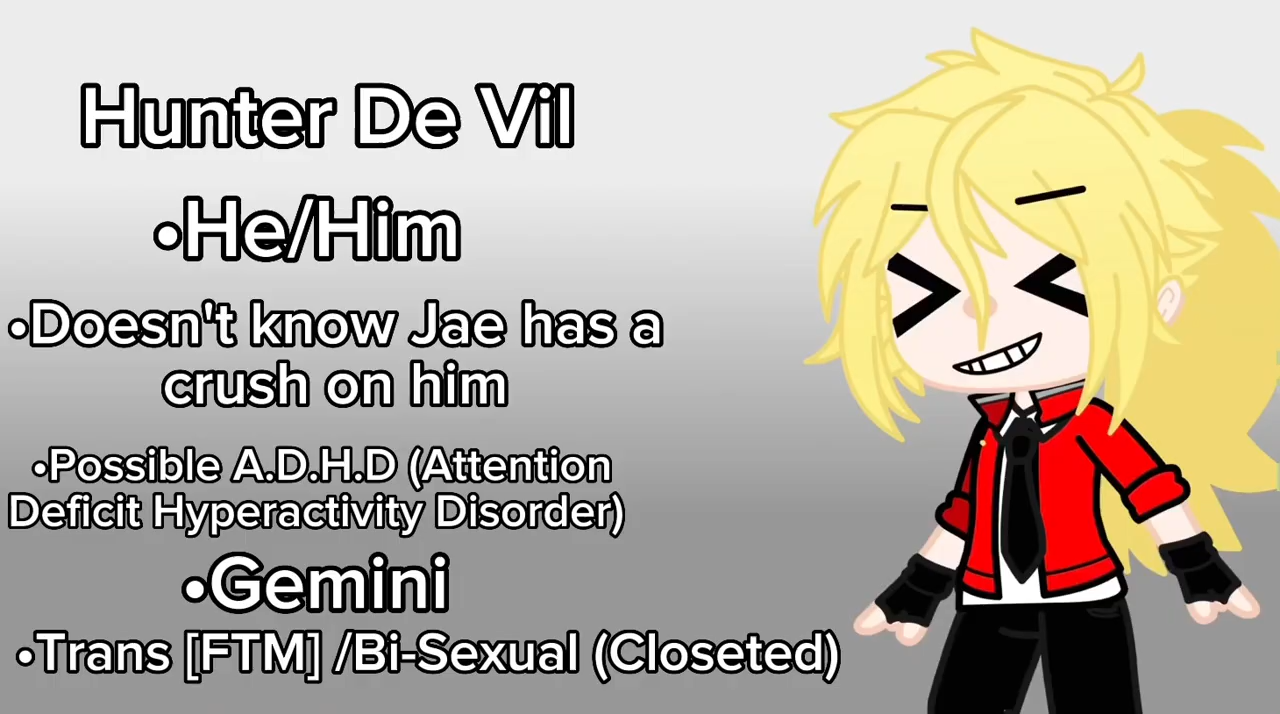 Hunter De Vil
•He/Him
•Doesn't know Jae has a
crush on him
•Possible A.D.H.D (Attention
Deficit Hyperactivity Disorder)
•Gemini
•Trans [FTM] /Bi-Sexual (Closeted)